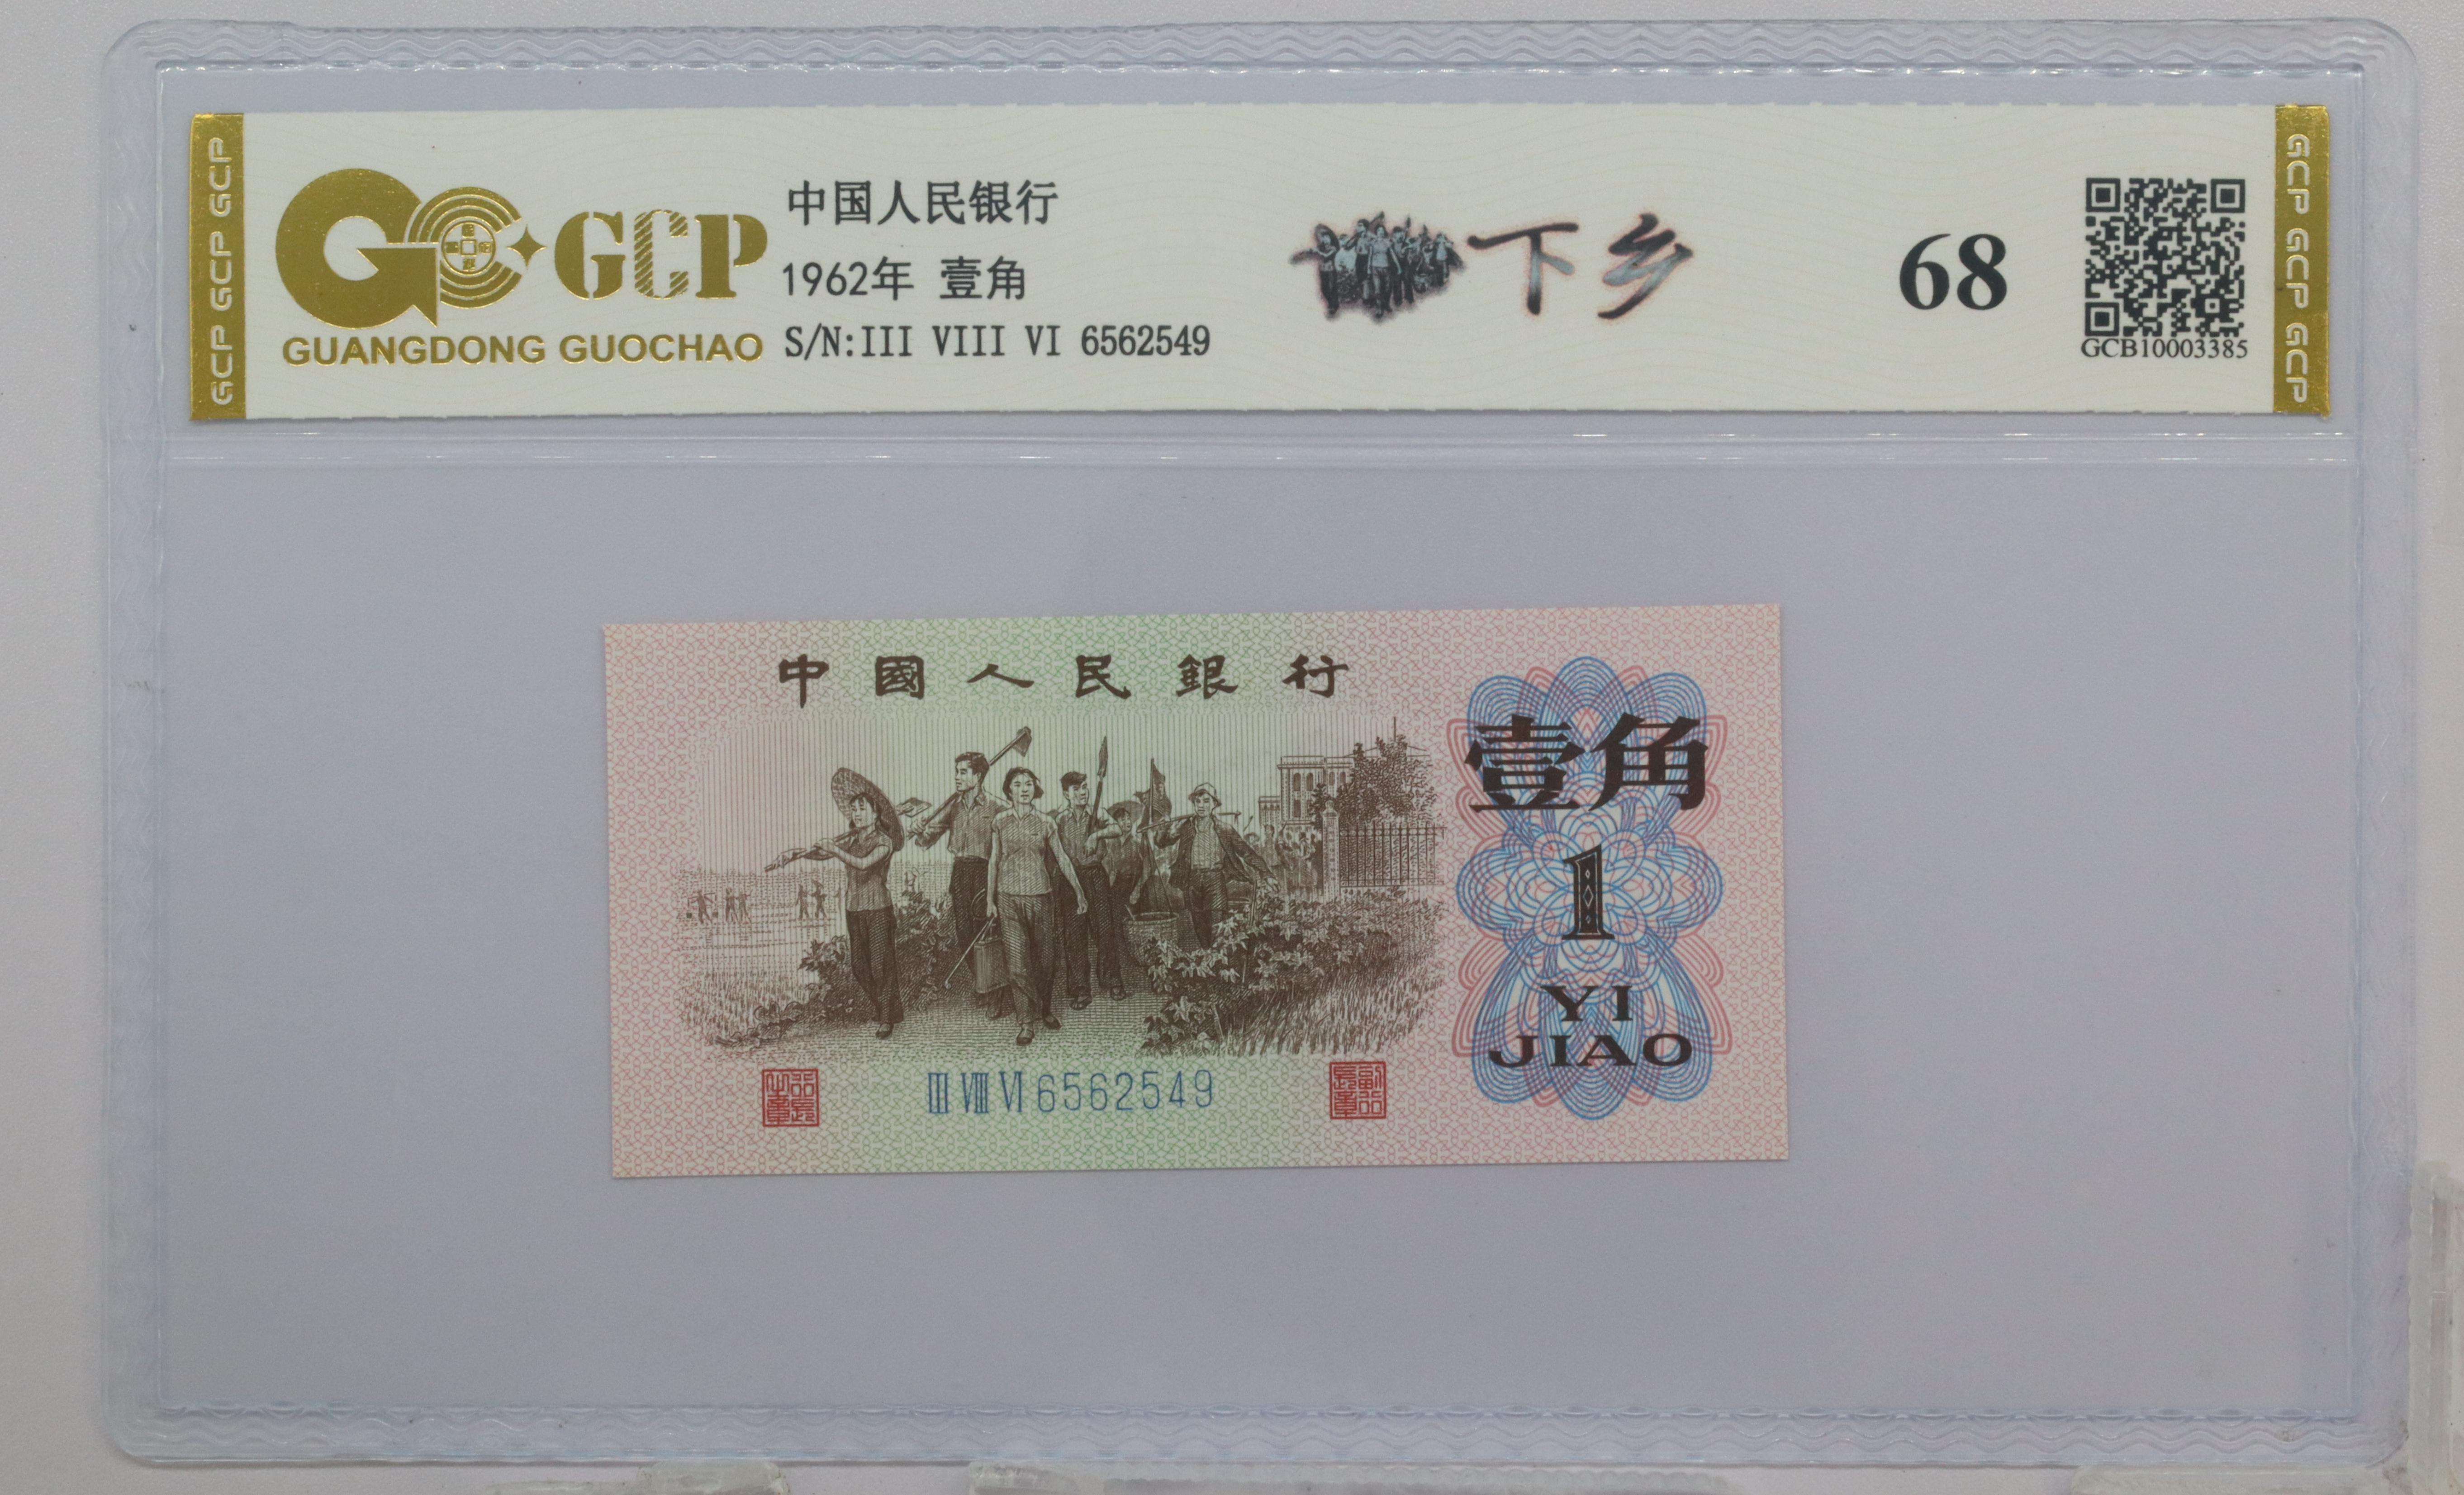 GCP GCP GCP
GCP
GUANGDONG GUOCHAO
中国人民银行
1962年 壹角
S/N:III VIII VI 6562549
下乡
68
GCB10003385
GCP GCP GCP
中國人民銀行
壹角
1
YI
JIAO
III VIII VI 6562549